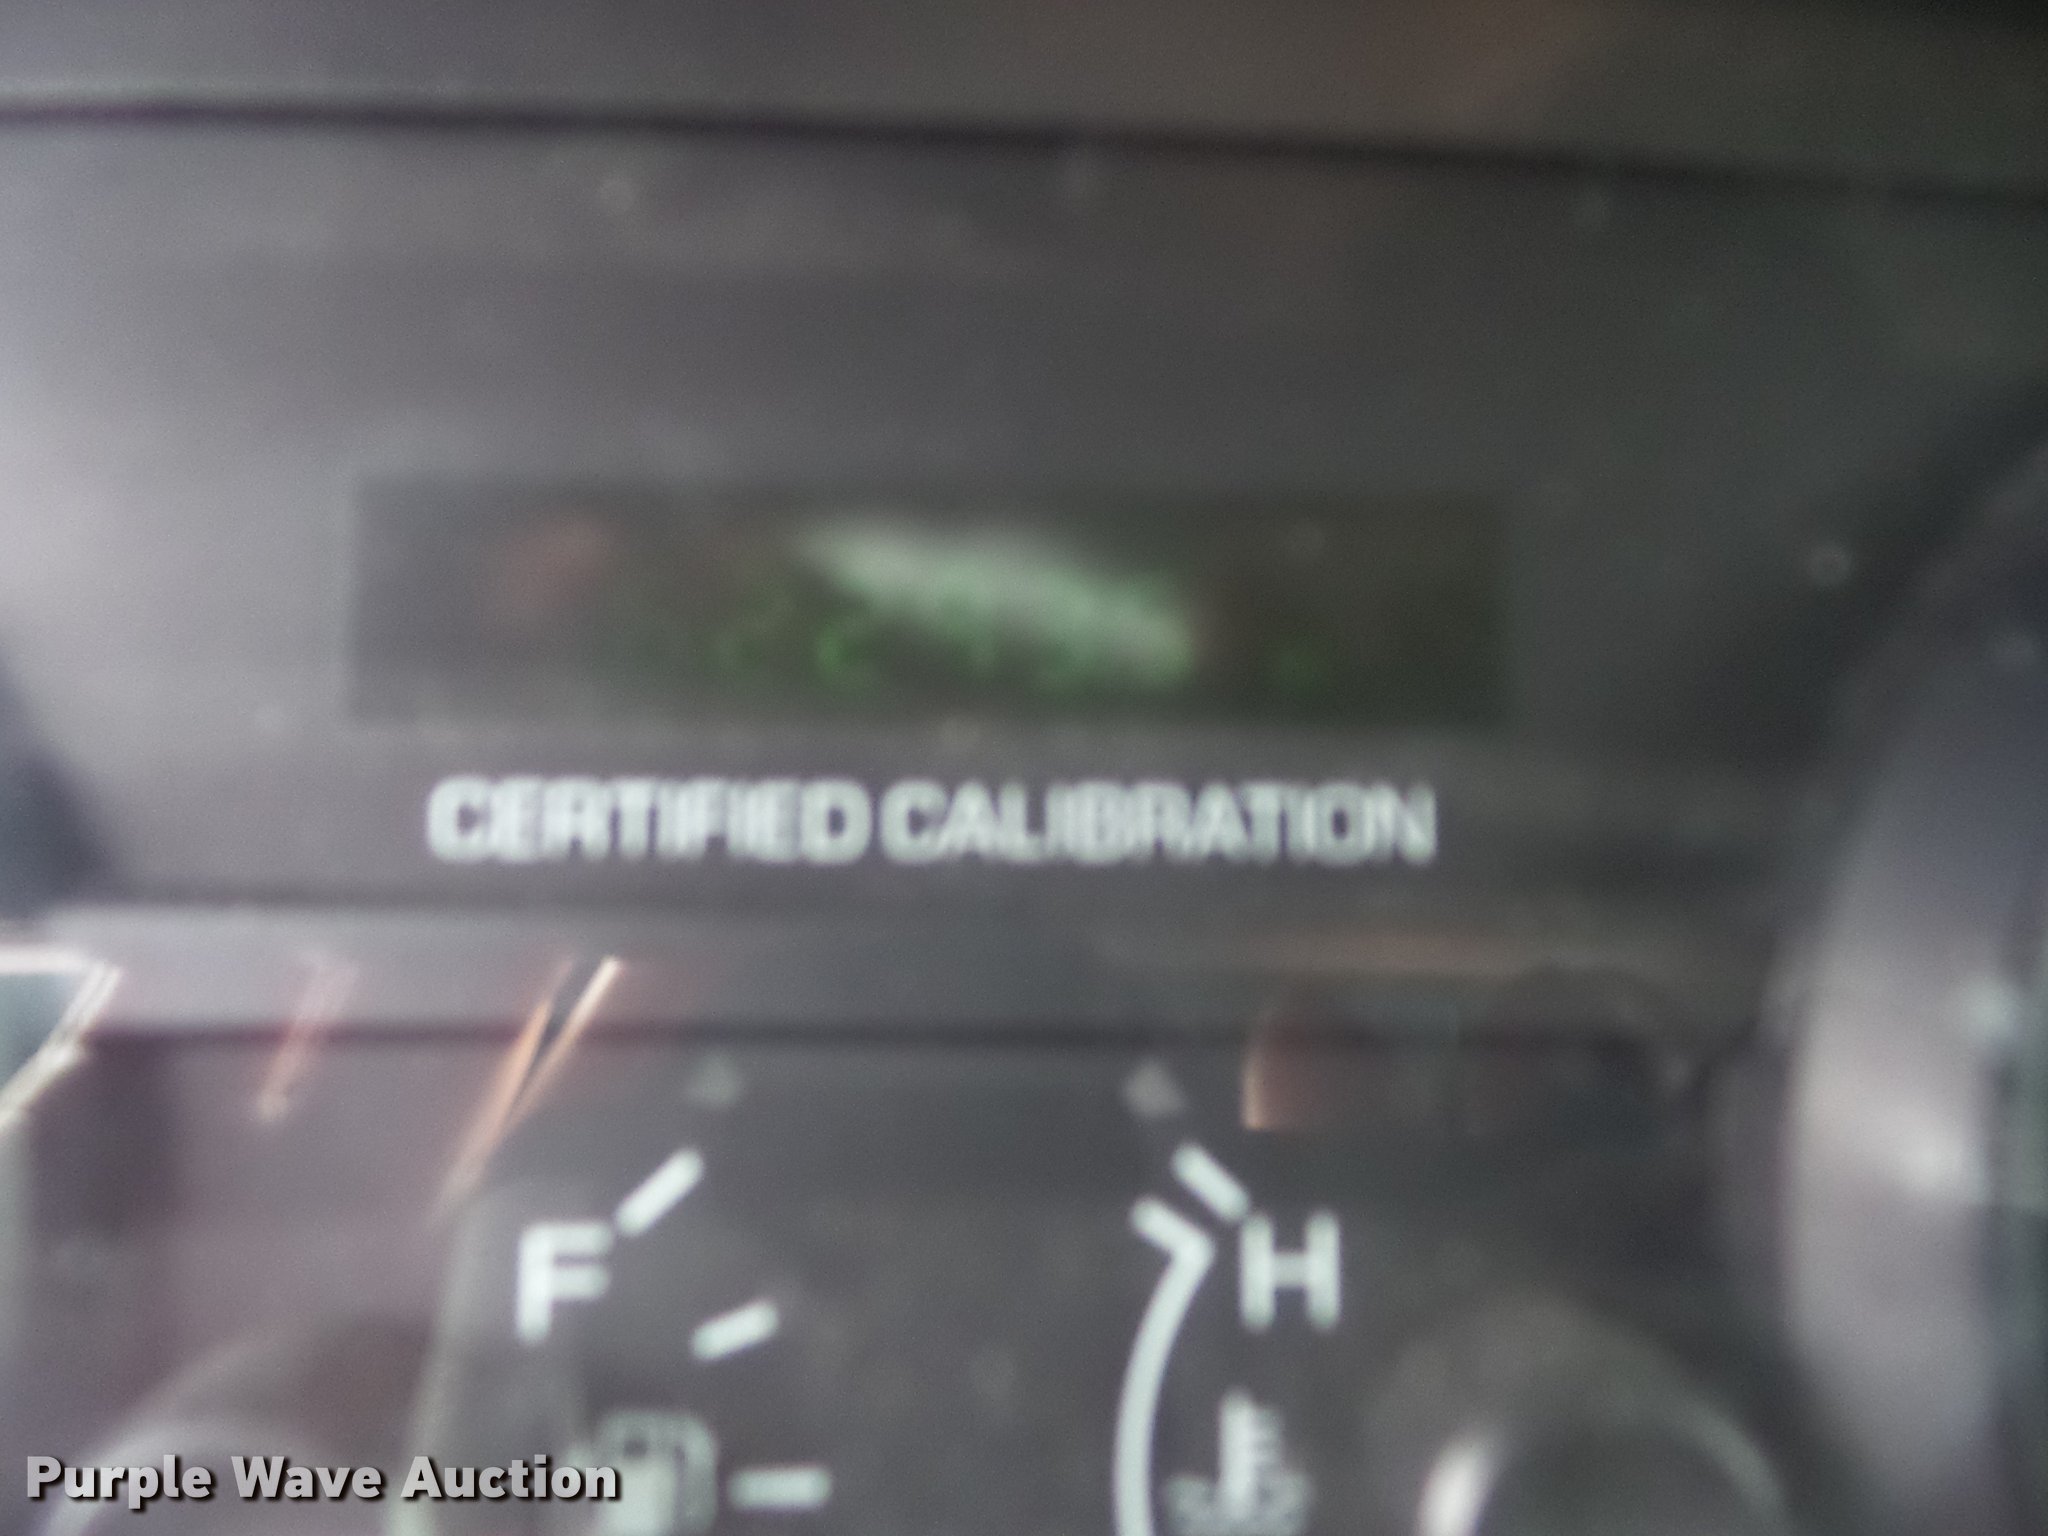 CERTIFIED CALIBRATION
F
H
Purple Wave Auction